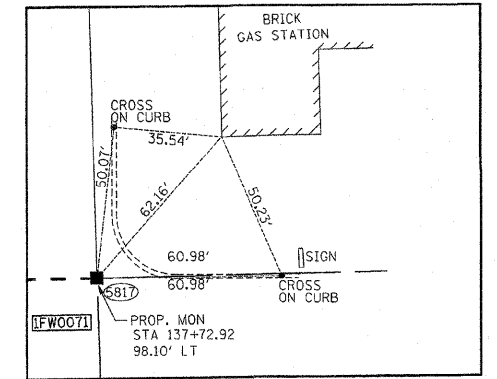 BRICK
GAS STATION
CROSS
ON CURB
35.54'
50.07'
62.16'
50.23'
60.98'
SIGN
60.98'
CROSS
ON CURB
5817
1FW0071
PROP. MON
STA 137+72.92
98.10' LT